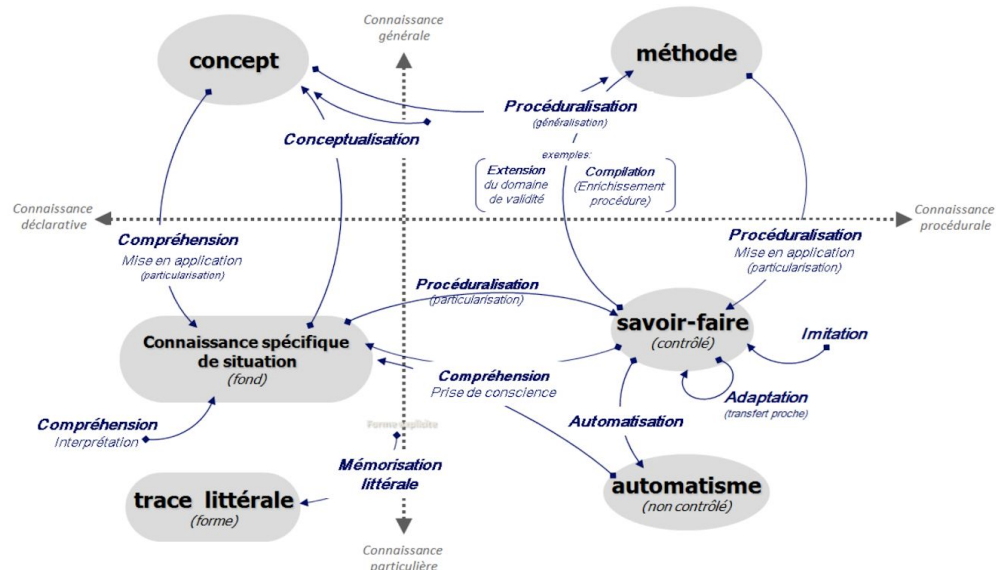 Connaissance
générale
concept
méthode
Procéduralisation
(généralisation)
Conceptualisation
exemples:
Extension
du domaine
de validité
Compilation
(Enrichissement
procédure)
Connaissance
déclarative
Connaissance
procédurale
Compréhension
Mise en application
(particularisation)
Procéduralisation
Mise en application
(particularisation)
Procéduralisation
(particularisation)
savoir-faire
(contrôlé)
Imitation
Connaissance spécifique
de situation
(fond)
Compréhension
Prise de conscience
Adaptation
(transfert proche)
Compréhension
Interprétation
Forme explicite
Automatisation
Mémorisation
littérale
trace littérale
(forme)
automatisme
(non contrôlé)
Connaissance
particulière